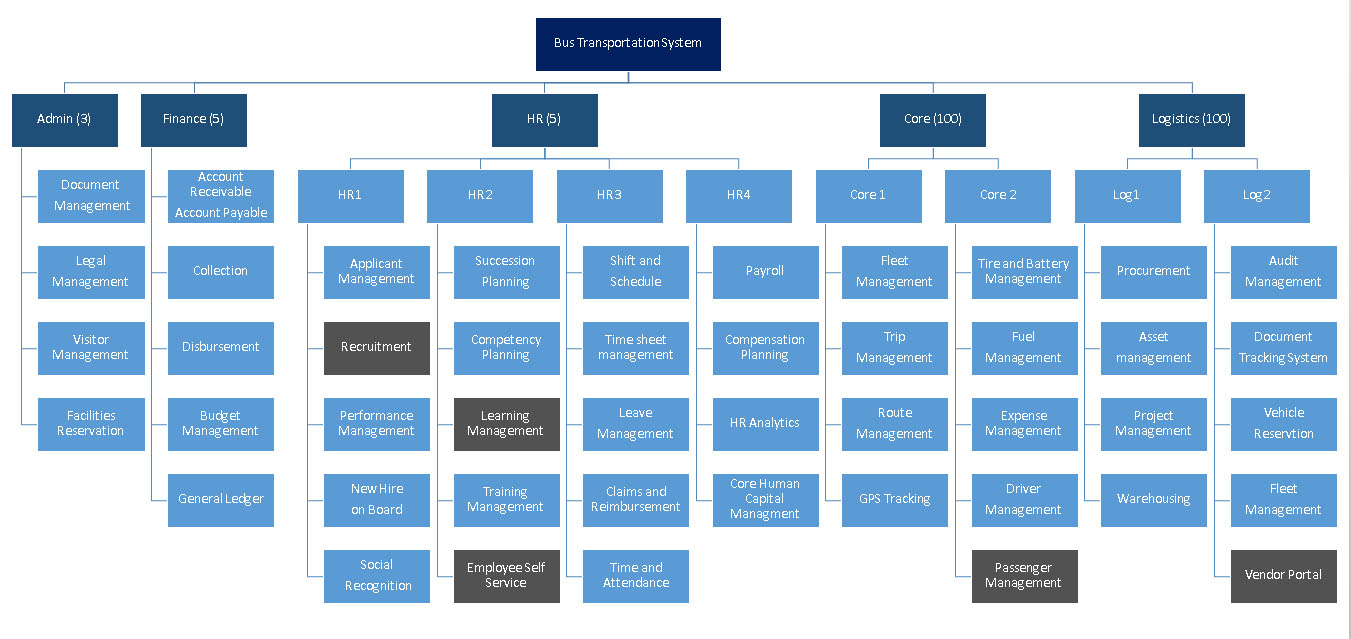 Bus Transportation System
Admin (3)
Finance (5)
HR (5)
Core (100)
Logistics (100)
Document
Management
Legal
Management
Visitor
Management
Facilities
Reservation
Account
Receivable
Account Payable
Collection
Disbursement
Budget
Management
General Ledger
HR1
Applicant
Management
Recruitment
Performance
Management
New Hire
on Board
Social
Recognition
HR2
Succession
Planning
Competency
Planning
Learning
Management
Training
Management
Employee Self
Service
HR3
Shift and
Schedule
Time sheet
management
Leave
Management
Claims and
Reimbursement
Time and
Attendance
HR4
Payroll
Compensation
Planning
HR Analytics
Core Human
Capital
Managment
Core 1
Fleet
Management
Trip
Management
Route
Management
GPS Tracking
Core 2
Tire and Battery
Management
Fuel
Management
Expense
Management
Driver
Management
Passenger
Management
Log1
Procurement
Asset
management
Project
Management
Warehousing
Log2
Audit
Management
Document
Tracking System
Vehicle
Reservtion
Fleet
Management
Vendor Portal